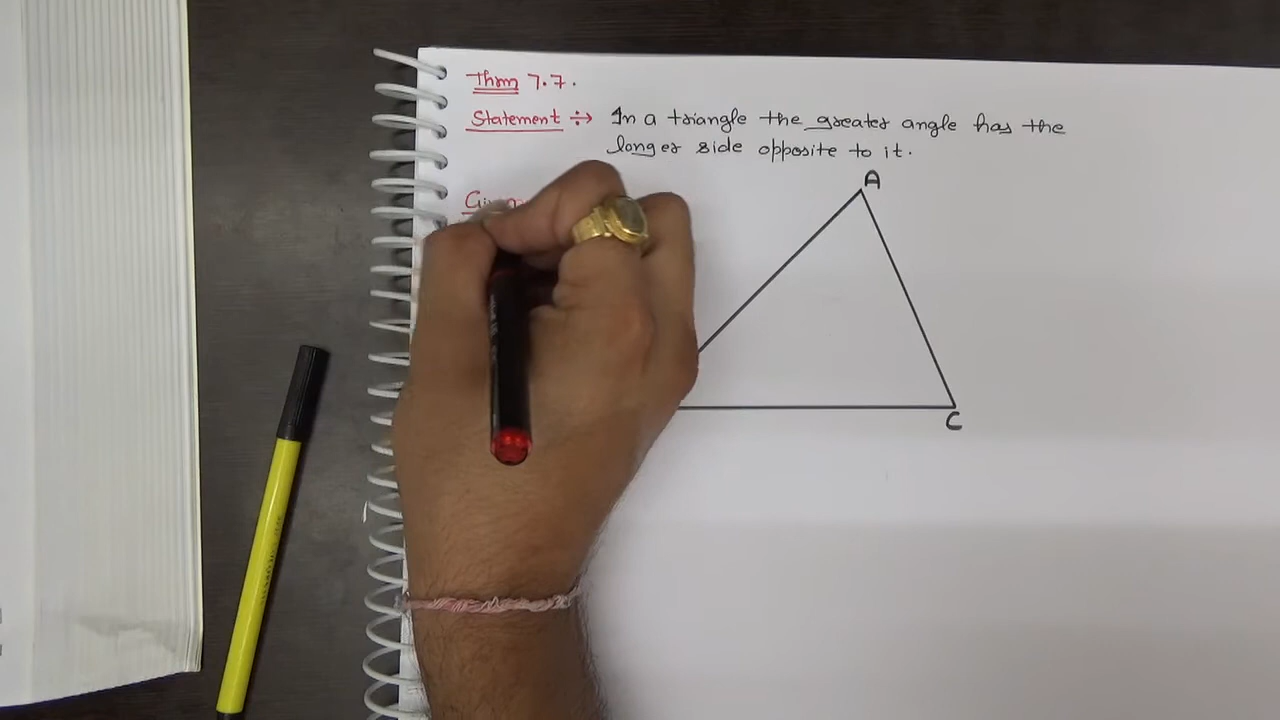 Thm 7.7.
Statement ÷→ In a triangle the greater angle has the
longer side opposite to it.
A
C